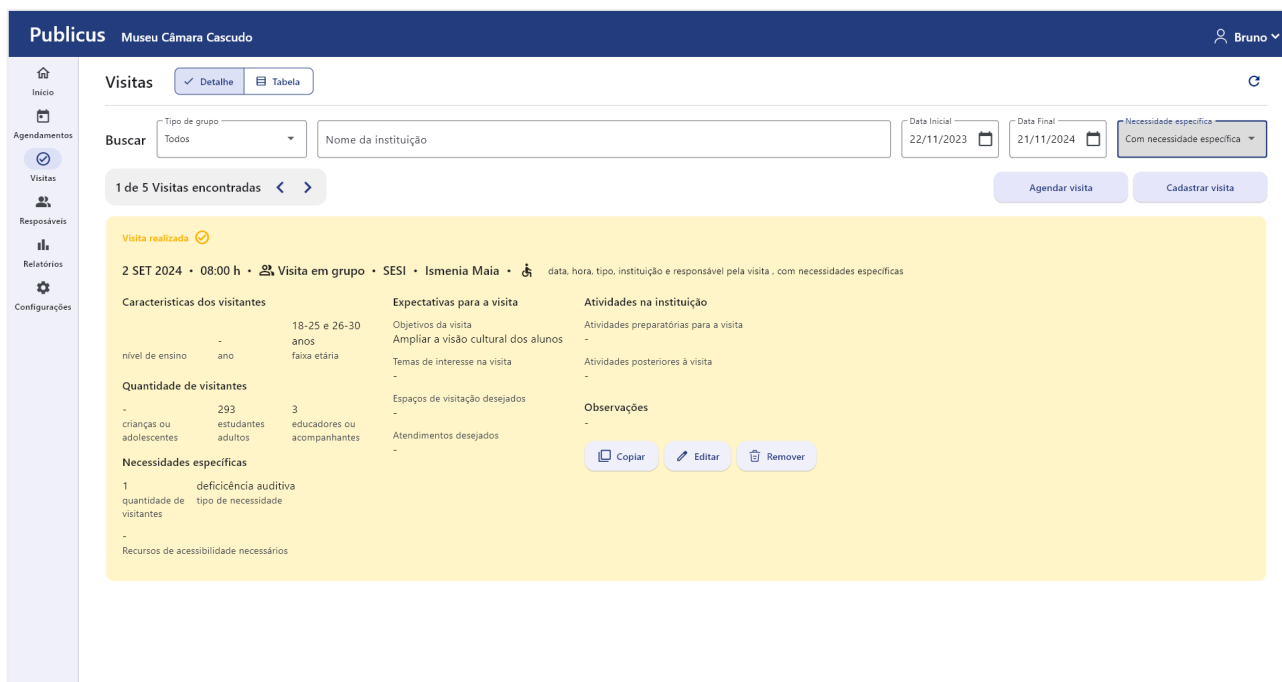 Publicus Museu Câmara Cascudo
Bruno
Início
Agendamentos
Visitas
Resposáveis
Relatórios
Configurações
Visitas Detalhe Tabela
Buscar
Tipo de grupo
Todos
Nome da instituição
Data Inicial
22/11/2023
Data Final
21/11/2024
Necessidade específica
Com necessidade específica
1 de 5 Visitas encontradas
Agendar visita
Cadastrar visita
Visita realizada
2 SET 2024 • 08:00 h • Visita em grupo • SESI • Ismenia Maia • data, hora, tipo, instituição e responsável pela visita , com necessidades específicas
Caracteristicas dos visitantes
nível de ensino
-
ano
18-25 e 26-30
anos
faixa etária
Quantidade de visitantes
-
crianças ou
adolescentes
293
estudantes
adultos
3
educadores ou
acompanhantes
Necessidades específicas
1
quantidade de
visitantes
deficicência auditiva
tipo de necessidade
-
Recursos de acessibilidade necessários
Expectativas para a visita
Objetivos da visita
Ampliar a visão cultural dos alunos
Temas de interesse na visita
-
Espaços de visitação desejados
-
Atendimentos desejados
-
Atividades na instituição
Atividades preparatórias para a visita
-
Atividades posteriores à visita
-
Observações
-
Copiar
Editar
Remover